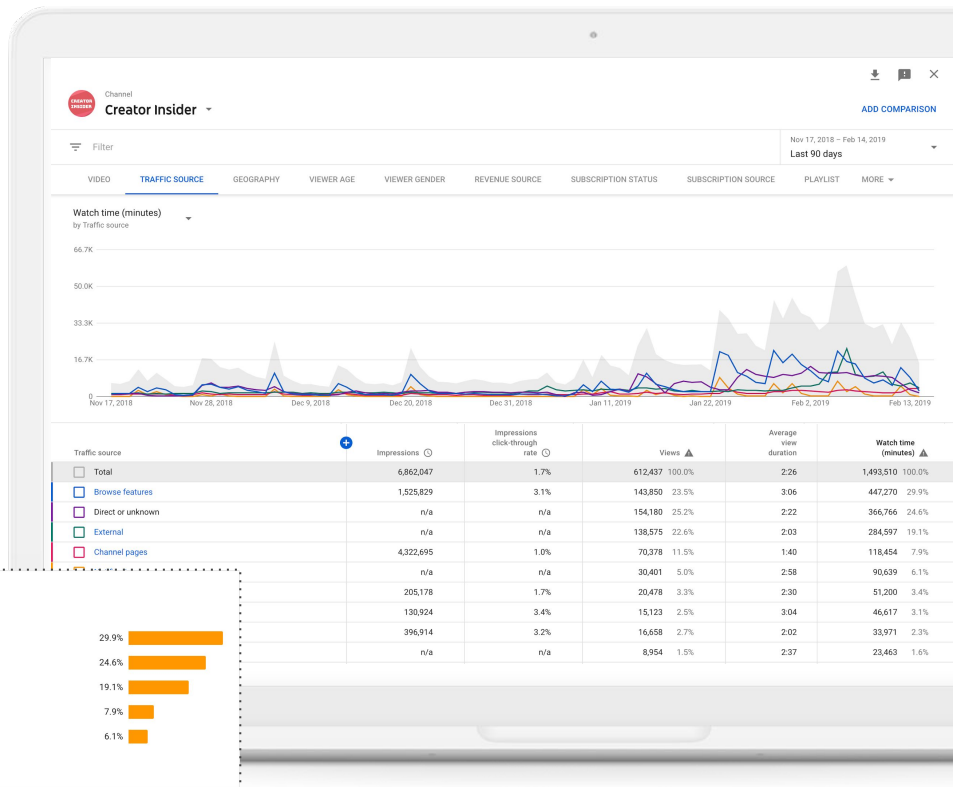 CREATOR
INSIDER
Channel
Creator Insider
ADD COMPARISON
Filter
Nov 17, 2018 – Feb 14, 2019
Last 90 days
VIDEO TRAFFIC SOURCE GEOGRAPHY VIEWER AGE VIEWER GENDER REVENUE SOURCE SUBSCRIPTION STATUS SUBSCRIPTION SOURCE PLAYLIST MORE
Watch time (minutes)
by Traffic source
66.7K
50.0K
33.3K
16.7K
0
Nov 17, 2018 Nov 28, 2018 Dec 9, 2018 Dec 20, 2018 Dec 31, 2018 Jan 11, 2019 Jan 22, 2019 Feb 2, 2019 Feb 13, 2019
Traffic source
Impressions
Impressions
click-through
rate
Views
Average
view
duration
Watch time
(minutes)
Total 6,862,047 1.7% 612,437 100.0% 2:26 1,493,510 100.0%
Browse features 1,525,829 3.1% 143,850 23.5% 3:06 447,270 29.9%
Direct or unknown n/a n/a 154,180 25.2% 2:22 366,766 24.6%
External n/a n/a 138,575 22.6% 2:03 284,597 19.1%
Channel pages 4,322,695 1.0% 70,378 11.5% 1:40 118,454 7.9%
n/a n/a 30,401 5.0% 2:58 90,639 6.1%
205,178 1.7% 20,478 3.3% 2:30 51,200 3.4%
130,924 3.4% 15,123 2.5% 3:04 46,617 3.1%
396,914 3.2% 16,658 2.7% 2:02 33,971 2.3%
n/a n/a 8,954 1.5% 2:37 23,463 1.6%
29.9%
24.6%
19.1%
7.9%
6.1%